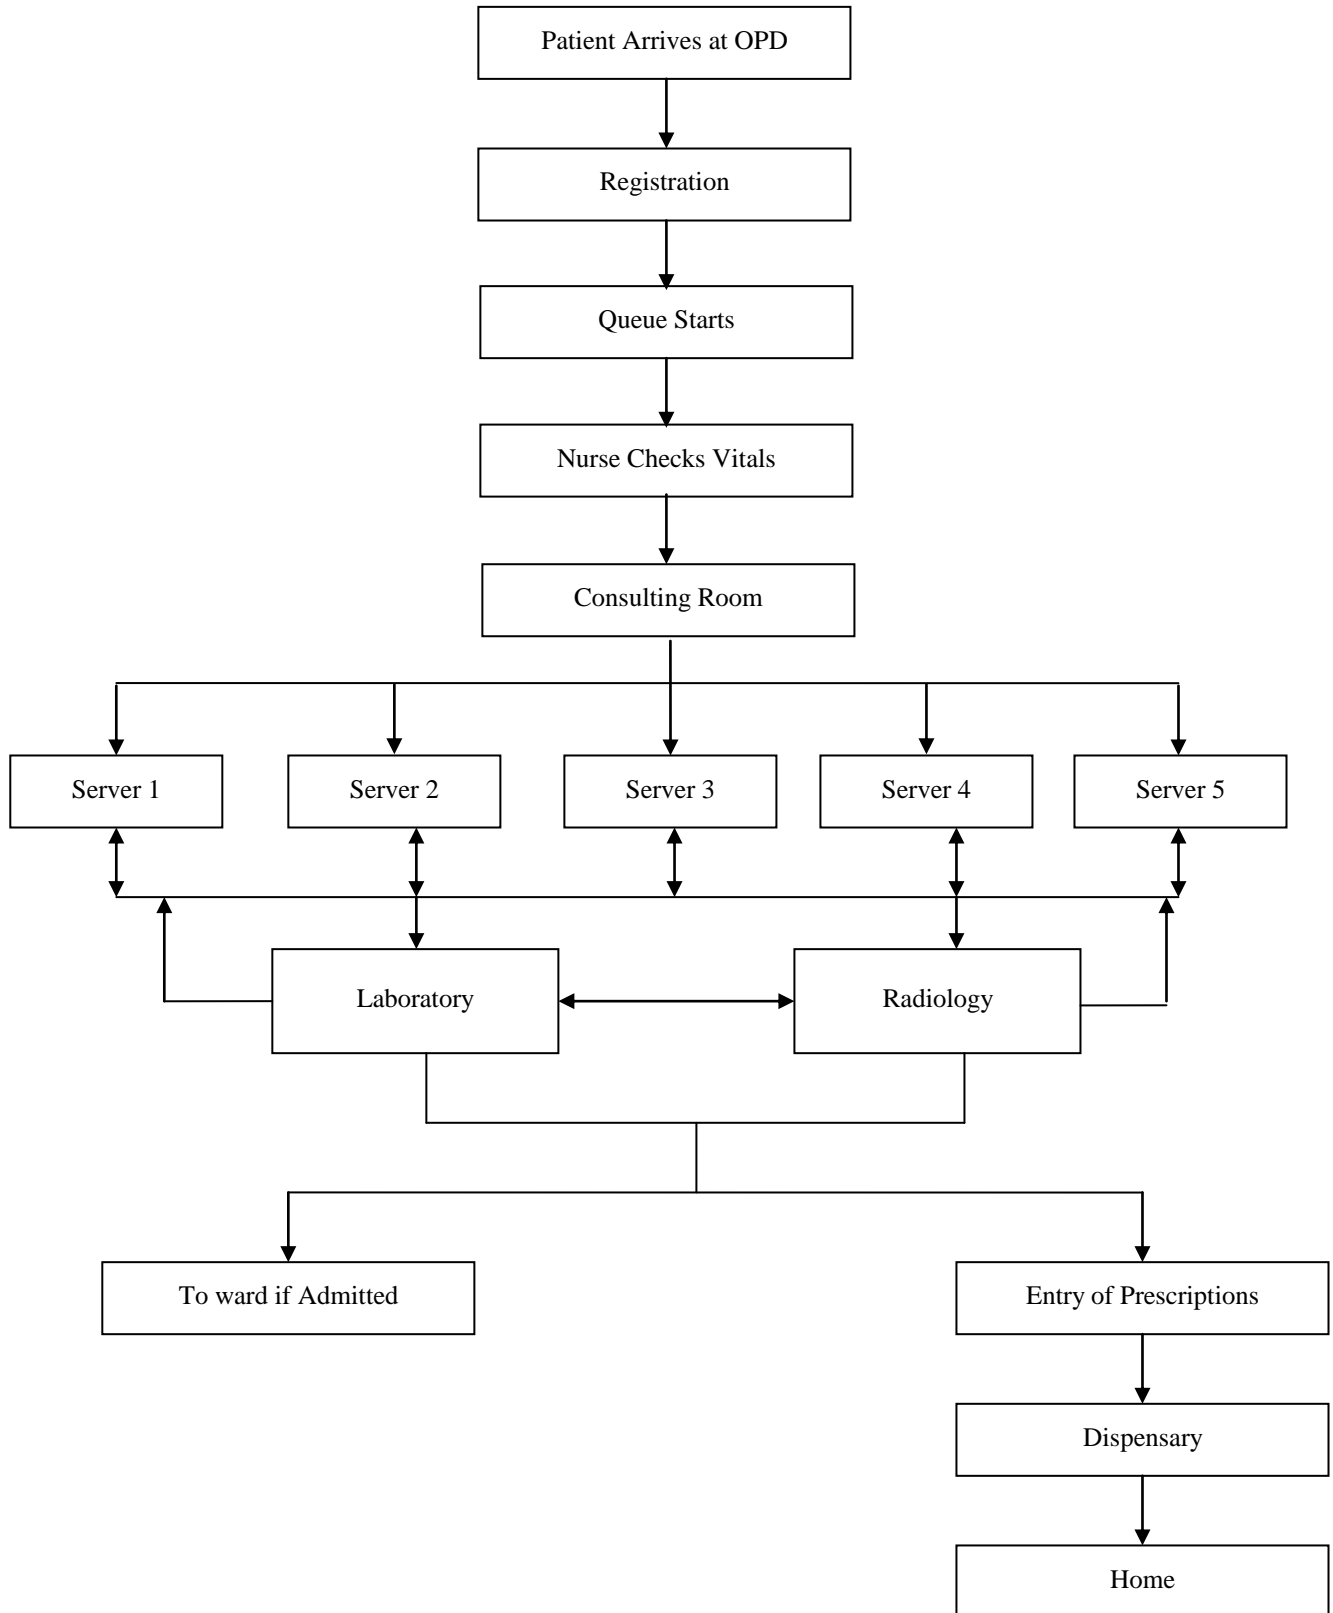 Patient Arrives at OPD
Registration
Queue Starts
Nurse Checks Vitals
Consulting Room
Server 1
Server 2
Server 3
Server 4
Server 5
Laboratory
Radiology
To ward if Admitted
Entry of Prescriptions
Dispensary
Home